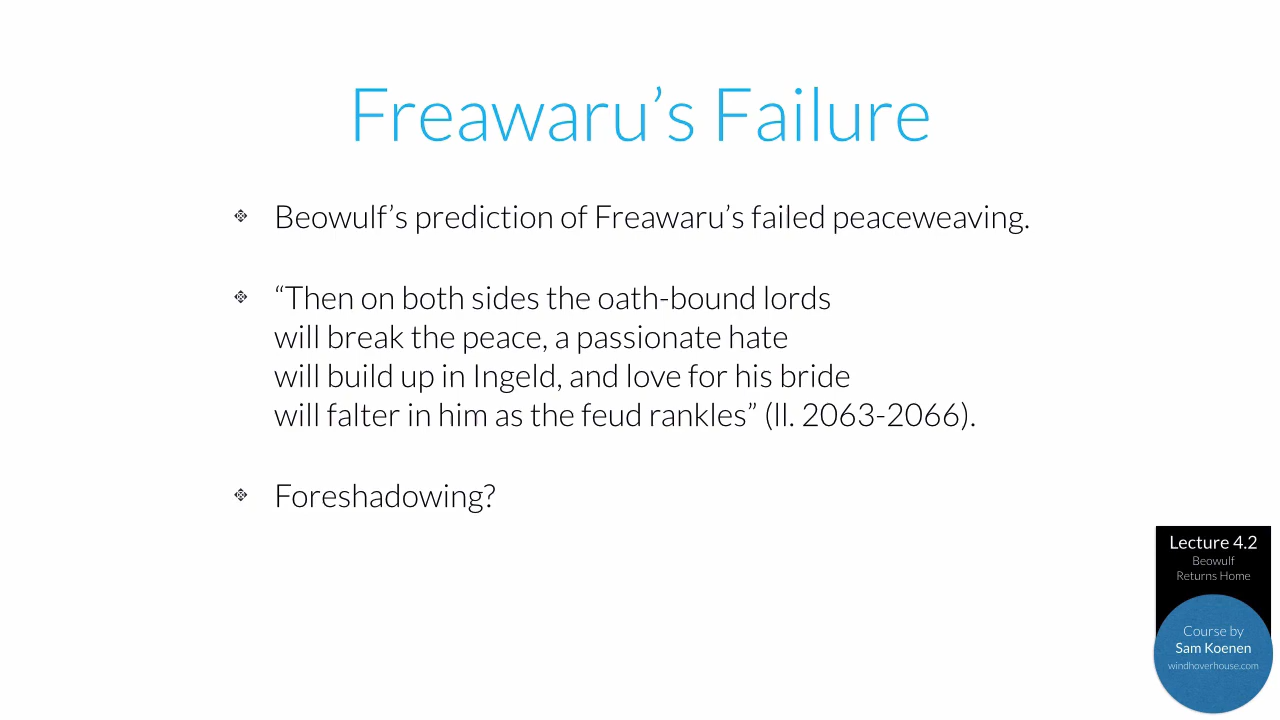 Freawaru’s Failure
Beowulf’s prediction of Freawaru’s failed peaceweaving.
“Then on both sides the oath-bound lords
will break the peace, a passionate hate
will build up in Ingeld, and love for his bride
will falter in him as the feud rankles” (ll. 2063-2066).
Foreshadowing?
Lecture 4.2
Beowulf
Returns Home
Course by
Sam Koenen
windhoverhouse.com